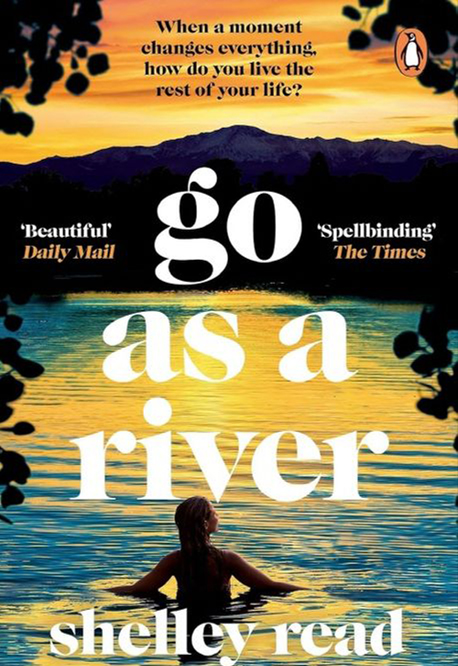 When a moment
changes everything,
how do you live the
rest of your life?
go
‘Beautiful’
Daily Mail
‘Spellbinding’
The Times
as a
river
shelley read